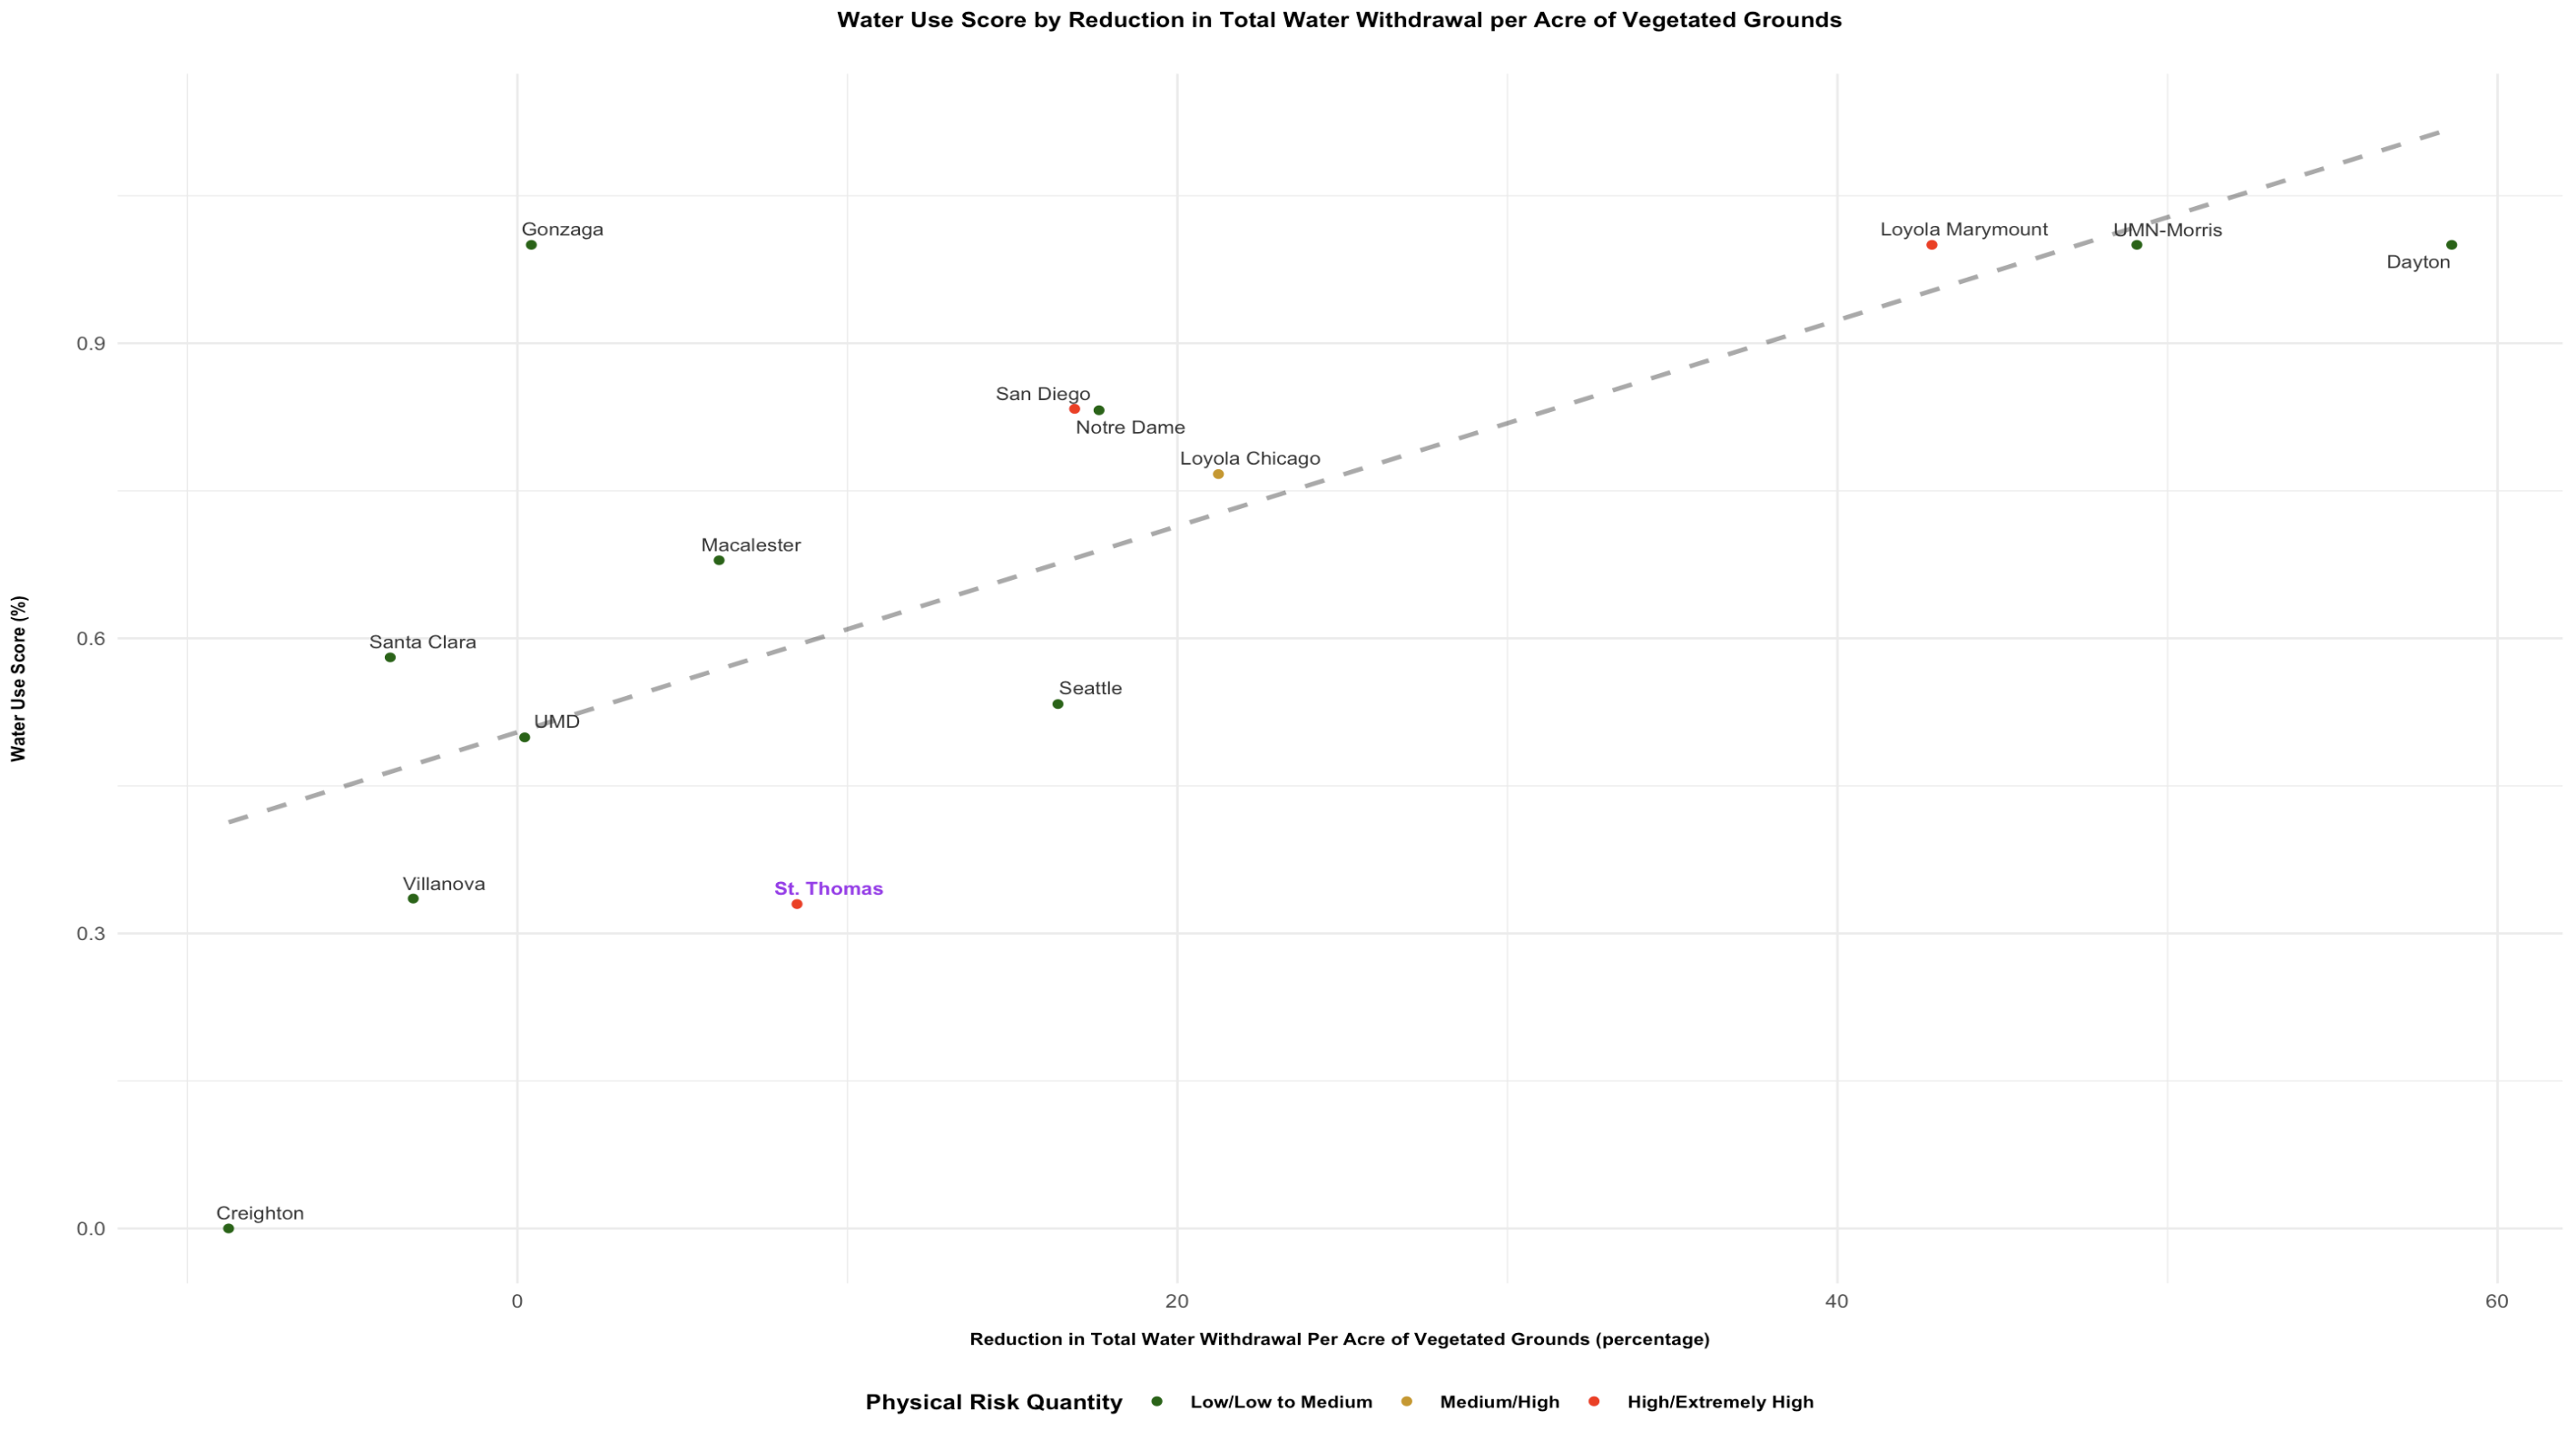 Water Use Score by Reduction in Total Water Withdrawal per Acre of Vegetated Grounds
Gonzaga
Loyola Marymount
UMN-Morris
Dayton
0.9
San Diego
Notre Dame
Loyola Chicago
Macalester
0.6
Santa Clara
Seattle
UMD
Water Use Score (%)
Villanova
St. Thomas
0.3
Creighton
0.0
0
20
40
60
Reduction in Total Water Withdrawal Per Acre of Vegetated Grounds (percentage)
Physical Risk Quantity
Low/Low to Medium
Medium/High
High/Extremely High